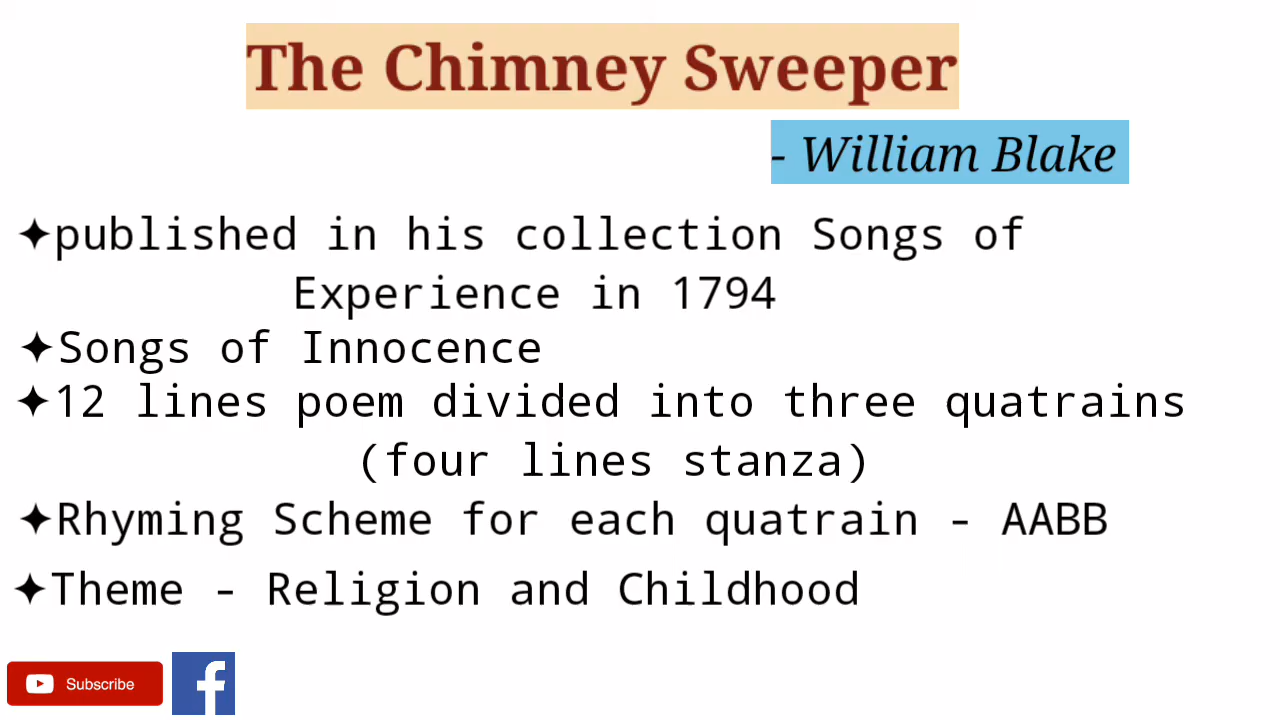 The Chimney Sweeper
- William Blake
✦published in his collection Songs of
Experience in 1794
✦Songs of Innocence
✦12 lines poem divided into three quatrains
(four lines stanza)
✦Rhyming Scheme for each quatrain - AABB
✦Theme - Religion and Childhood
Subscribe